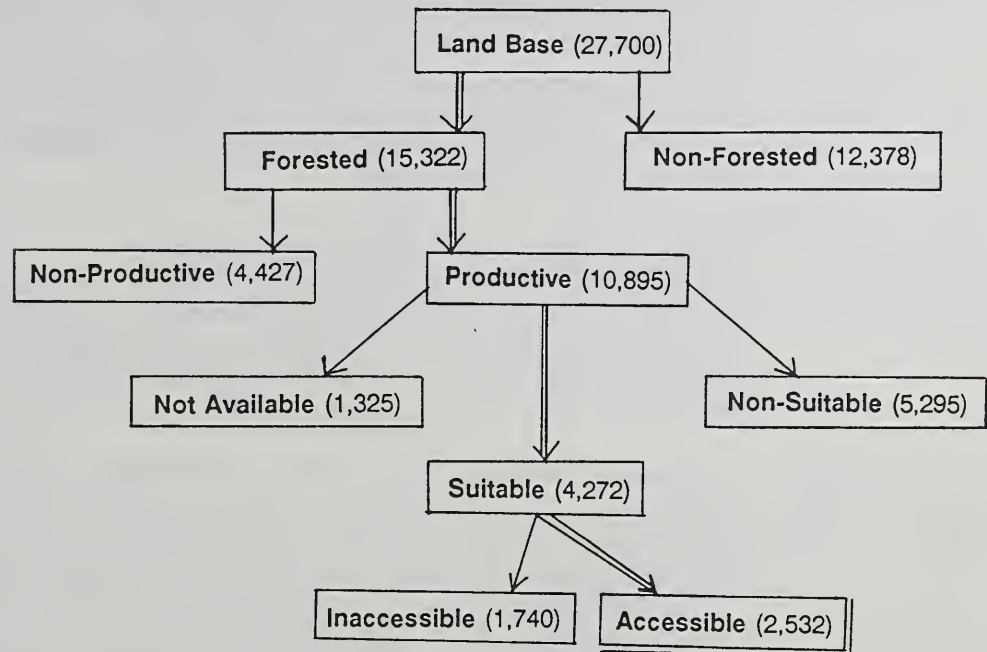 Land Base (27,700)
Forested (15,322)
Non-Forested (12,378)
Non-Productive (4,427)
Productive (10,895)
Not Available (1,325)
Non-Suitable (5,295)
Suitable (4,272)
Inaccessible (1,740)
Accessible (2,532)